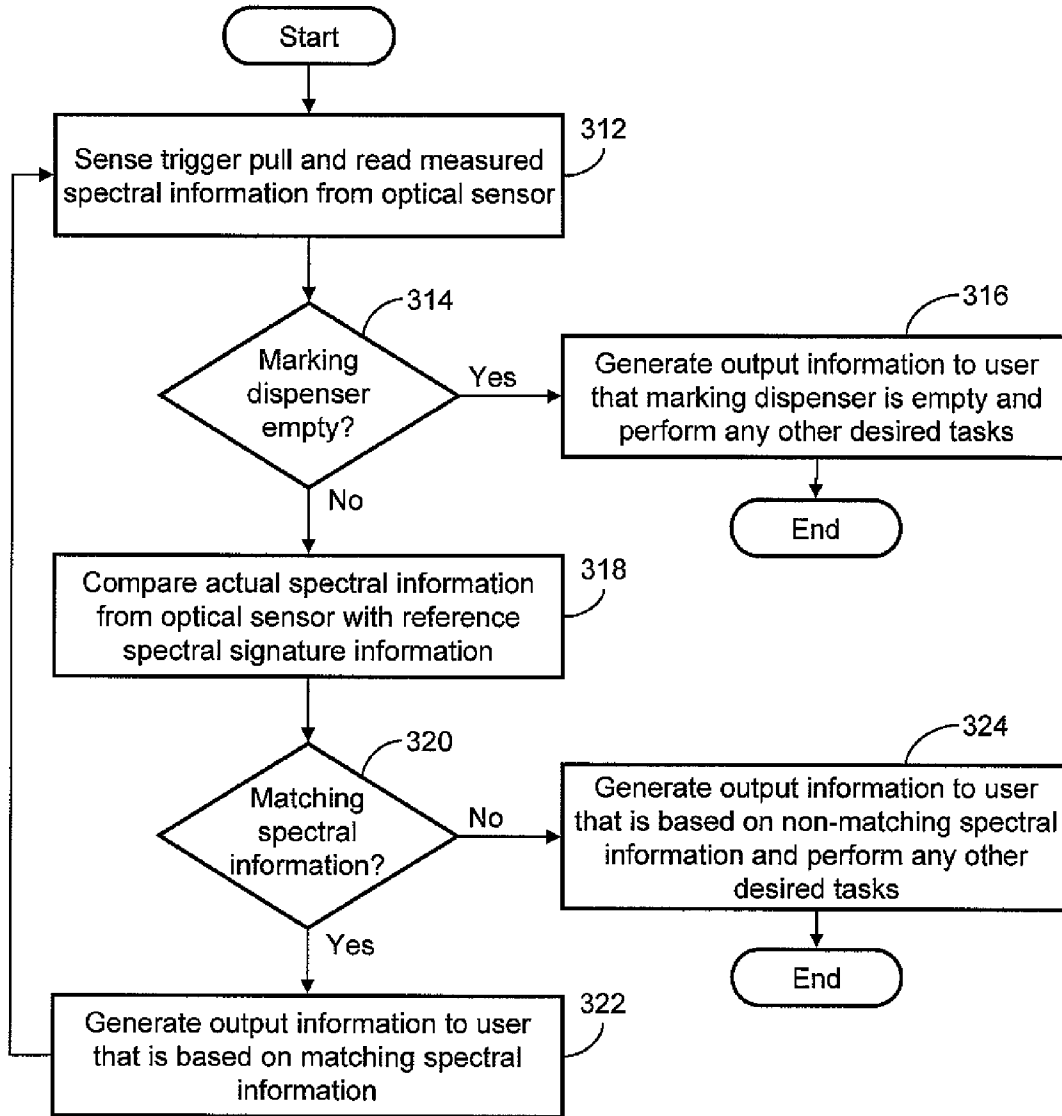 Start
312
Sense trigger pull and read measured
spectral information from optical sensor
314
Marking
dispenser
empty?
Yes
316
Generate output information to user
that marking dispenser is empty and
perform any other desired tasks
End
No
318
Compare actual spectral information
from optical sensor with reference
spectral signature information
320
Matching
spectral
information?
No
324
Generate output information to user
that is based on non-matching spectral
information and perform any other
desired tasks
End
Yes
322
Generate output information to user
that is based on matching spectral
information